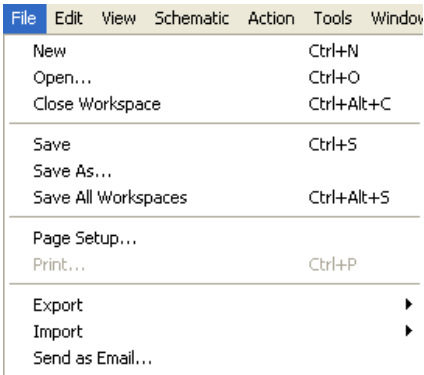 File Edit View Schematic Action Tools Window
New Ctrl+N
Open... Ctrl+O
Close Workspace Ctrl+Alt+C
Save Ctrl+S
Save As...
Save All Workspaces Ctrl+Alt+S
Page Setup...
Print... Ctrl+P
Export
Import
Send as Email...